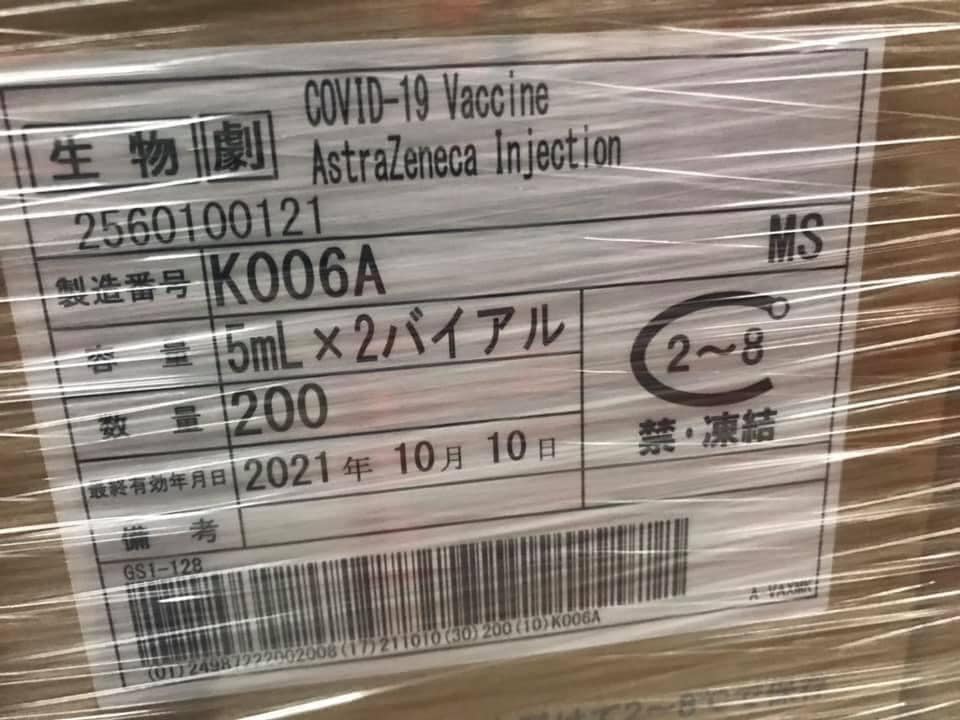 COVID-19 Vaccine
生物 劇
AstraZeneca Injection
2560100121
MS
製造番号 K006A
容量 5mL×2バイアル
2~8°C
数量 200
禁・凍結
最終有効年月日 2021年 10月 10日
備考
GS1-128
A VAXMK
(01)24987222002008(17)211010(30)200(10)K006A
2~8